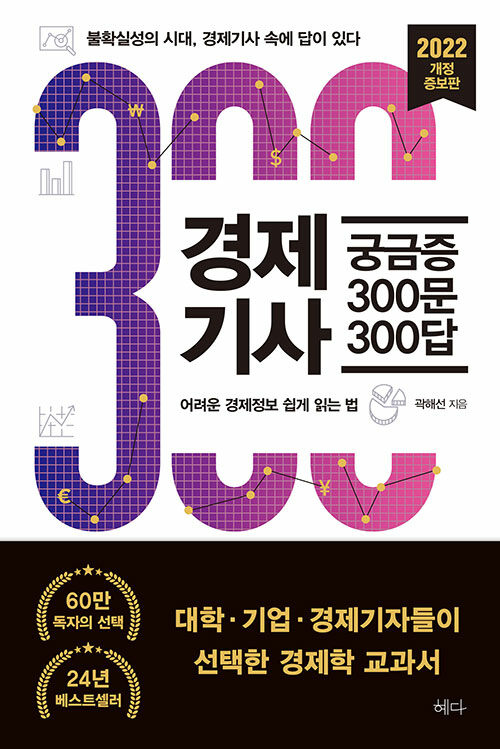 불확실성의 시대, 경제기사 속에 답이 있다
2022
개정
증보판
300
₩
$
경제
기사
궁금증
300문
300답
어려운 경제정보 쉽게 읽는 법
곽해선 지음
€
¥
60만
독자의 선택
24년
베스트셀러
대학·기업·경제기자들이
선택한 경제학 교과서
혜다